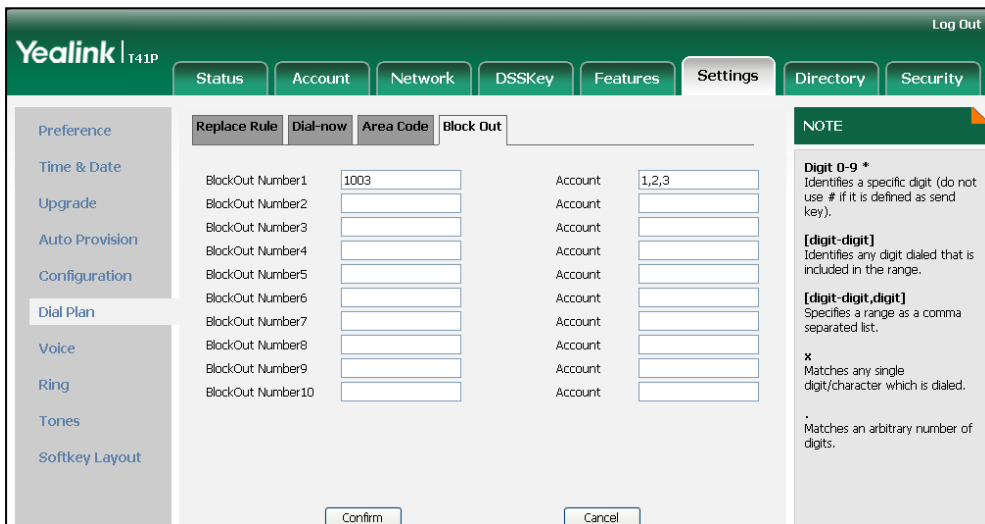 Log Out
Yealink T41P
Status Account Network DSSKey Features Settings Directory Security
Preference
Time & Date
Upgrade
Auto Provision
Configuration
Dial Plan
Voice
Ring
Tones
Softkey Layout
Replace Rule Dial-now Area Code Block Out
BlockOut Number1 1003 Account 1,2,3
BlockOut Number2 Account
BlockOut Number3 Account
BlockOut Number4 Account
BlockOut Number5 Account
BlockOut Number6 Account
BlockOut Number7 Account
BlockOut Number8 Account
BlockOut Number9 Account
BlockOut Number10 Account
Confirm Cancel
NOTE
Digit 0-9 *
Identifies a specific digit (do not
use # if it is defined as send
key).
[digit-digit]
Identifies any digit dialed that is
included in the range.
[digit-digit,digit]
Specifies a range as a comma
separated list.
x
Matches any single
digit/character which is dialed.
.
Matches an arbitrary number of
digits.